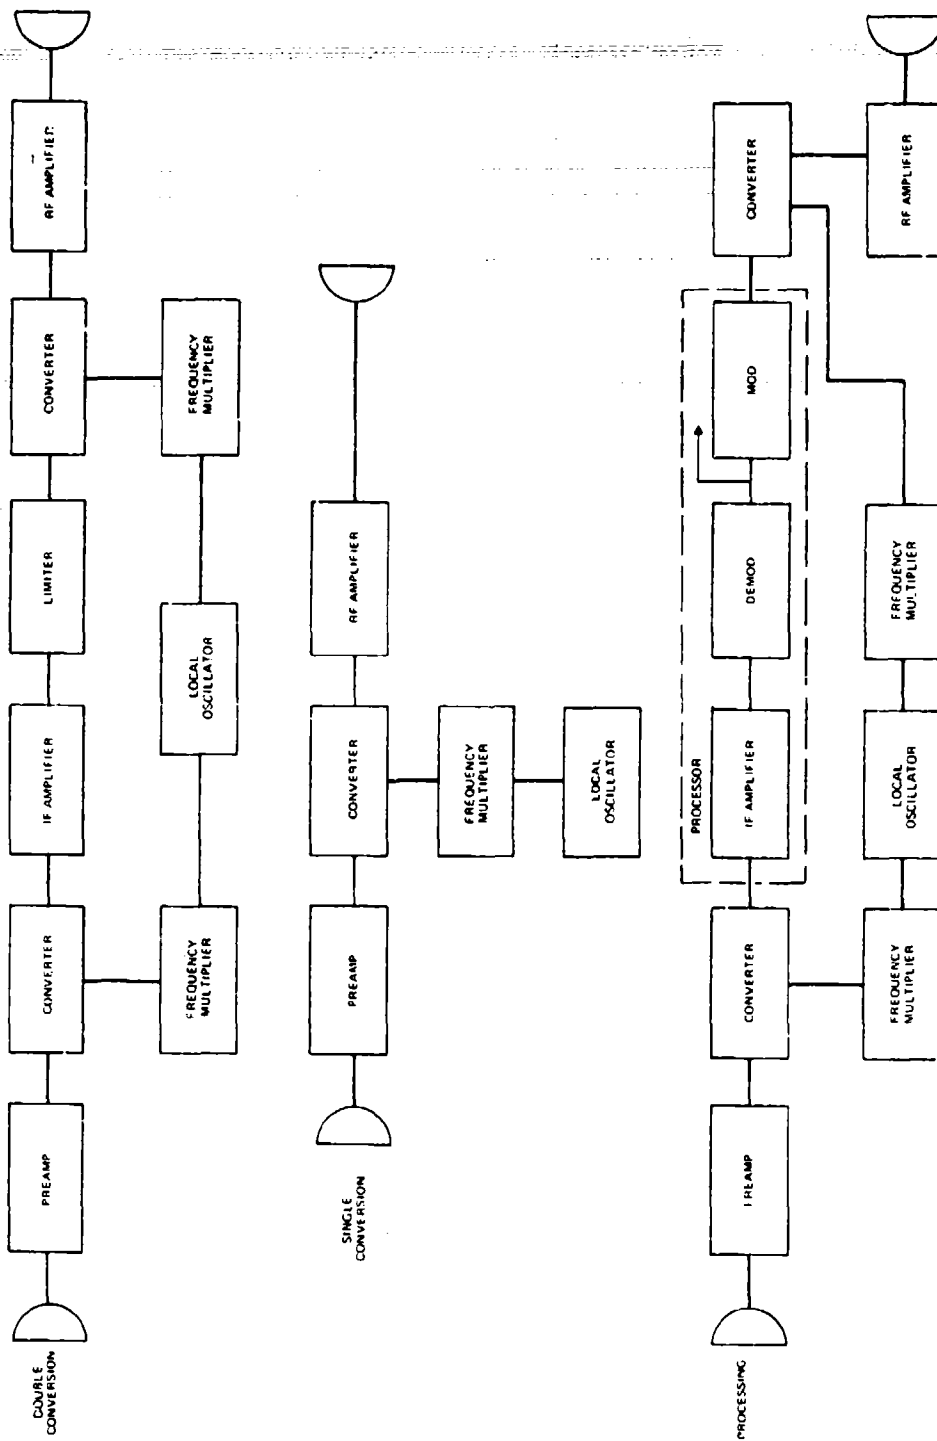 DOUBLE
CONVERSION
PREAMP
CONVERTER
IF AMPLIFIER
LIMITER
CONVERTER
RF AMPLIFIER
FREQUENCY
MULTIPLIER
LOCAL
OSCILLATOR
FREQUENCY
MULTIPLIER
SINGLE
CONVERSION
PREAMP
CONVERTER
RF AMPLIFIER
FREQUENCY
MULTIPLIER
LOCAL
OSCILLATOR
PROCESSING
PREAMP
CONVERTER
PROCESSOR
IF AMPLIFIER
DEMOD
MOD
CONVERTER
FREQUENCY
MULTIPLIER
LOCAL
OSCILLATOR
FREQUENCY
MULTIPLIER
RF AMPLIFIER